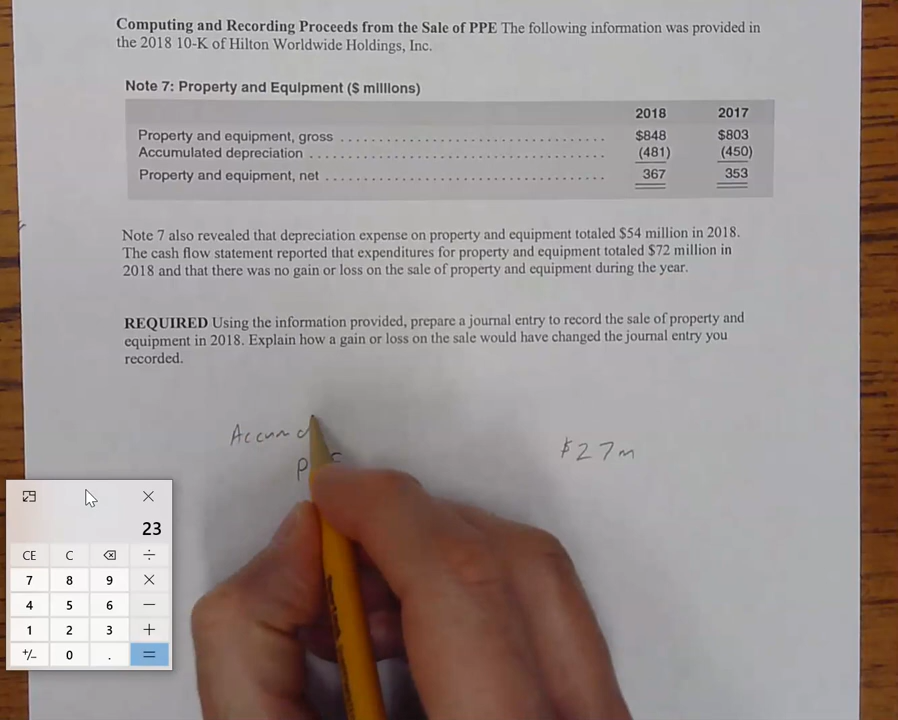 Computing and Recording Proceeds from the Sale of PPE The following information was provided in
the 2018 10-K of Hilton Worldwide Holdings, Inc.
Note 7: Property and Equipment ($ millions)
2018 2017
Property and equipment, gross $848 $803
Accumulated depreciation (481) (450)
Property and equipment, net 367 353
Note 7 also revealed that depreciation expense on property and equipment totaled $54 million in 2018.
The cash flow statement reported that expenditures for property and equipment totaled $72 million in
2018 and that there was no gain or loss on the sale of property and equipment during the year.
REQUIRED Using the information provided, prepare a journal entry to record the sale of property and
equipment in 2018. Explain how a gain or loss on the sale would have changed the journal entry you
recorded.
Accum
$27m
23
CE C ÷
7 8 9 ×
4 5 6 −
1 2 3 +
+/− 0 . =